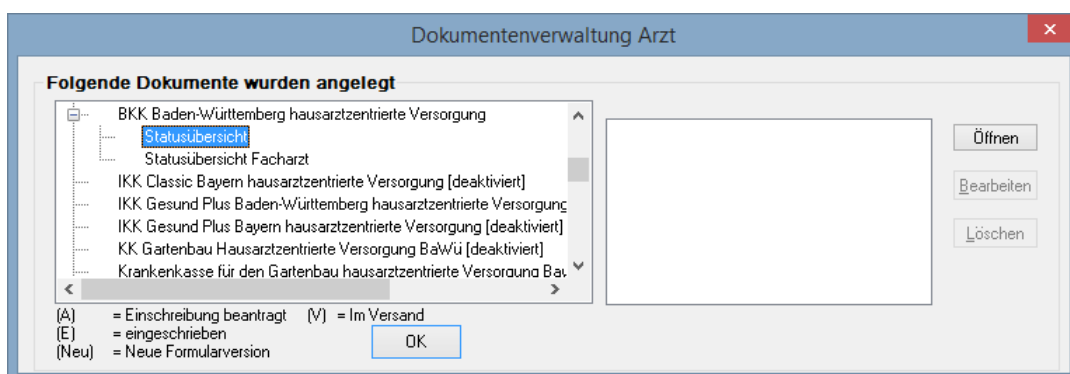 Dokumentenverwaltung Arzt
Folgende Dokumente wurden angelegt
BKK Baden-Württemberg hausarztzentrierte Versorgung
Statusübersicht
Statusübersicht Facharzt
IKK Classic Bayern hausarztzentrierte Versorgung [deaktiviert]
IKK Gesund Plus Baden-Württemberg hausarztzentrierte Versorgung
IKK Gesund Plus Bayern hausarztzentrierte Versorgung [deaktiviert]
KK Gartenbau Hausarztzentrierte Versorgung BaWü [deaktiviert]
Krankenkasse für den Gartenbau hausarztzentrierte Versorgung
Öffnen
Bearbeiten
Löschen
(A) = Einschreibung beantragt (V) = Im Versand
(E) = eingeschrieben
(Neu) = Neue Formularversion
OK